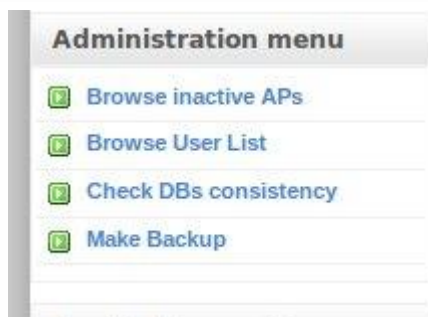 Administration menu
Browse inactive APs
Browse User List
Check DBs consistency
Make Backup